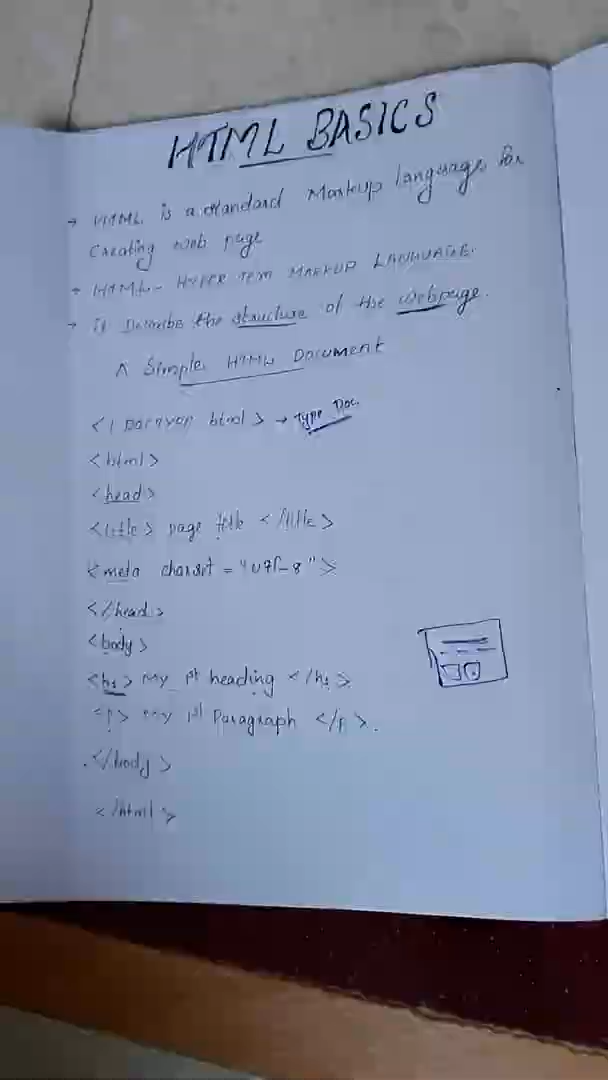 HTML BASICS
→ HTML is a standard Markup language for
Creating web page
→ HTML - HYPER TEXT MARKUP LANGUAGE.
→ it Describe the structure of the webpage.
A Simple HTML Document
<! Doctype html> → Type Doc.
<html>
<head>
<title> page title </title>
<meta charset = "utf-8">
</head>
<body>
<h1> My 1st heading </h1>
<p> my 1st Paragraph </p>.
</body>
</html>